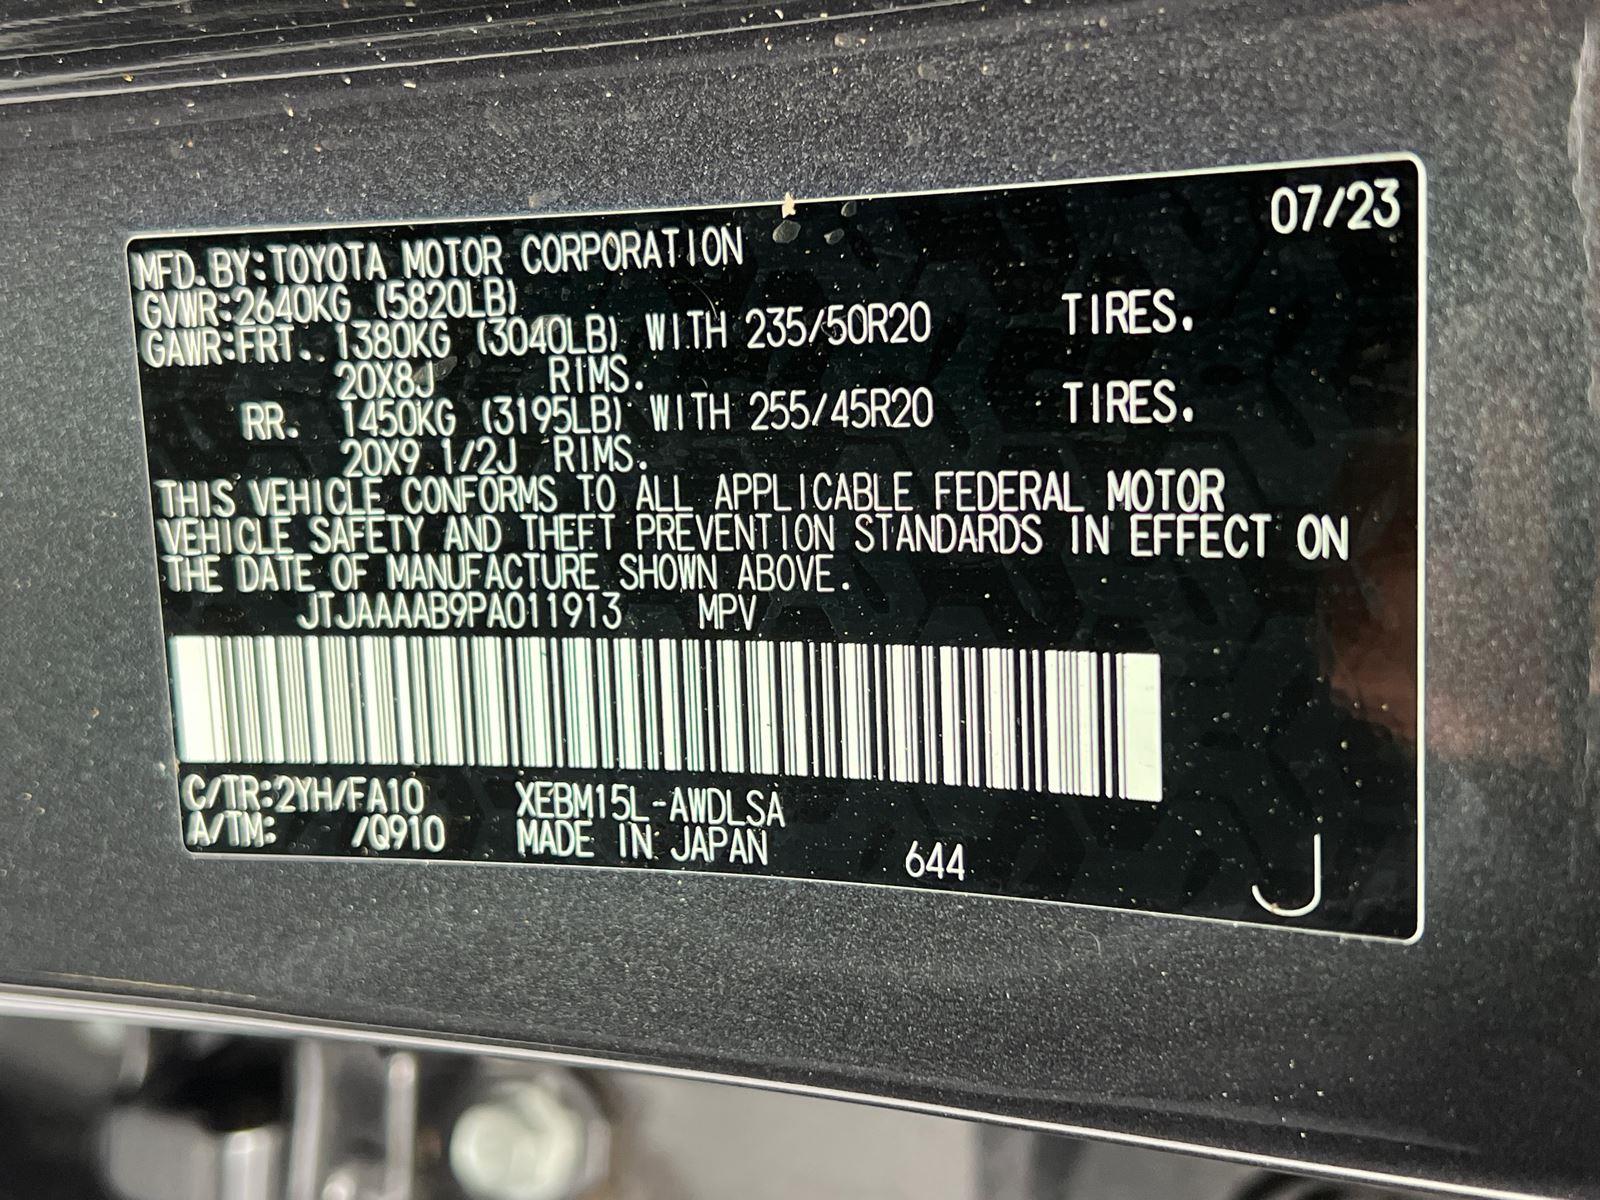 07/23
MFD.BY:TOYOTA MOTOR CORPORATION
GVWR:2640KG (5820LB)
GAWR:FRT. 1380KG (3040LB) WITH 235/50R20 TIRES.
20X8J RIMS.
RR. 1450KG (3195LB) WITH 255/45R20 TIRES.
20X9 1/2J RIMS.
THIS VEHICLE CONFORMS TO ALL APPLICABLE FEDERAL MOTOR
VEHICLE SAFETY AND THEFT PREVENTION STANDARDS IN EFFECT ON
THE DATE OF MANUFACTURE SHOWN ABOVE.
JTJAAAAB9PA011913 MPV
C/TR:2YH/FA10 XEBM15L-AWDLSA
A/TM: /Q910 MADE IN JAPAN 644
J